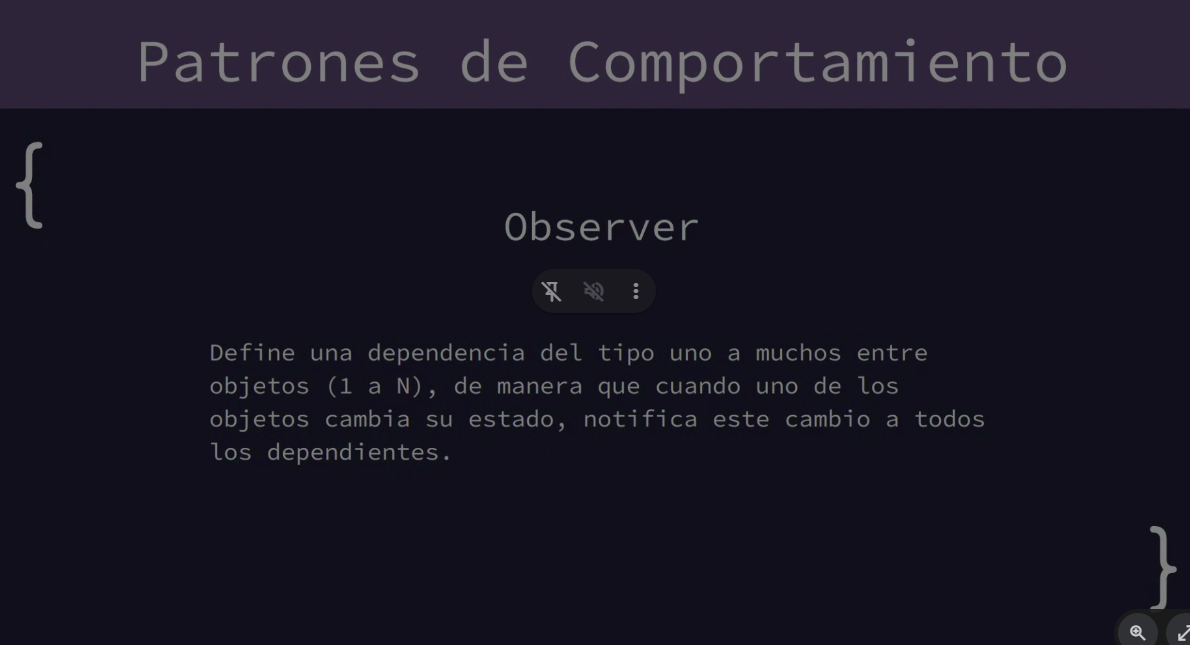 Patrones de Comportamiento
{
Observer
Define una dependencia del tipo uno a muchos entre
objetos (1 a N), de manera que cuando uno de los
objetos cambia su estado, notifica este cambio a todos
los dependientes.
}